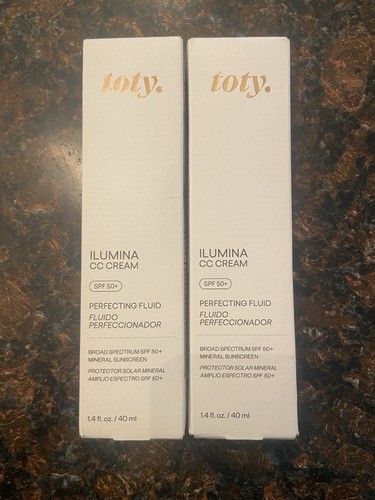 toty.
ILUMINA
CC CREAM
SPF 50+
PERFECTING FLUID
FLUIDO
PERFECCIONADOR
BROAD SPECTRUM SPF 50+
MINERAL SUNSCREEN
PROTECTOR SOLAR MINERAL
AMPLIO ESPECTRO SPF 50+
1.4 fl. oz. / 40 ml
toty.
ILUMINA
CC CREAM
SPF 50+
PERFECTING FLUID
FLUIDO
PERFECCIONADOR
BROAD SPECTRUM SPF 50+
MINERAL SUNSCREEN
PROTECTOR SOLAR MINERAL
AMPLIO ESPECTRO SPF 50+
1.4 fl. oz. / 40 ml